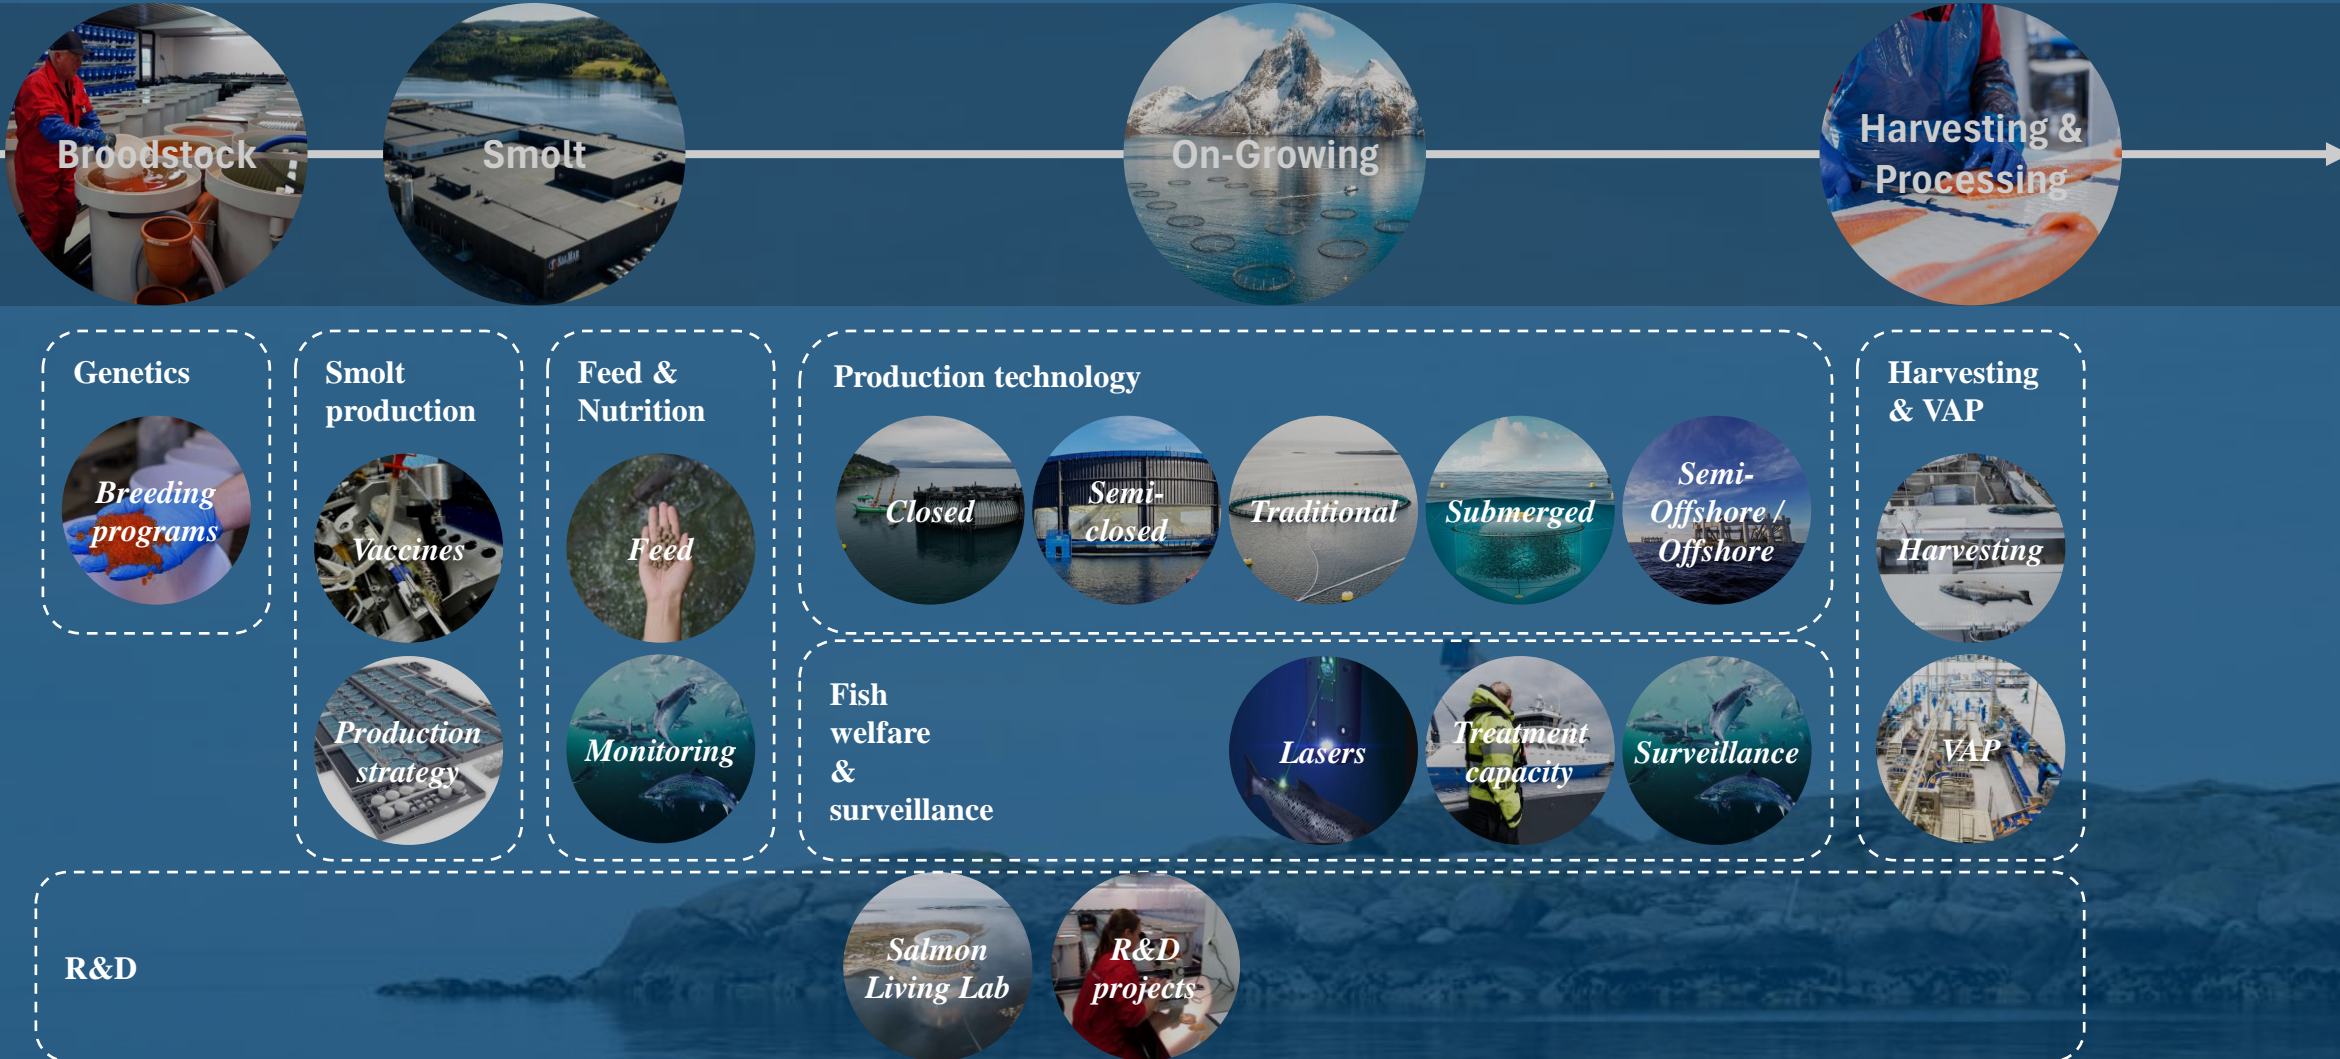 Broodstock
Smolt
On-Growing
Harvesting &
Processing
Genetics
Breeding
programs
Smolt
production
Vaccines
Production
strategy
Feed &
Nutrition
Feed
Monitoring
Production technology
Closed
Semi-
closed
Traditional
Submerged
Semi-
Offshore /
Offshore
Fish
welfare
&
surveillance
Lasers
Treatment
capacity
Surveillance
Harvesting
& VAP
Harvesting
VAP
R&D
Salmon
Living Lab
R&D
projects
SALMAR